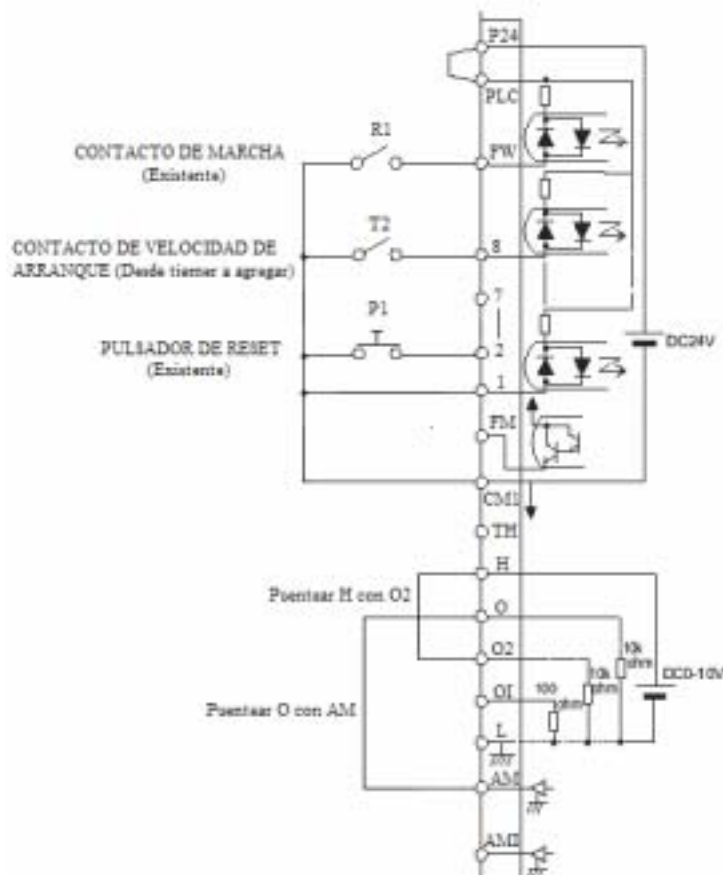 P24
PLC
R1
CONTACTO DE MARCHA
(Existente)
FW
T2
CONTACTO DE VELOCIDAD DE
ARRANQUE (Desde tiemer a agregar)
8
7
P1
PULSADOR DE RESET
(Existente)
2
DC24V
1
FM
CM1
TH
H
Puentear H con O2
O
O2
10k
ohm
10k
ohm
DC0-10V
OI
100
ohm
Puentear O con AM
L
AM
AMI